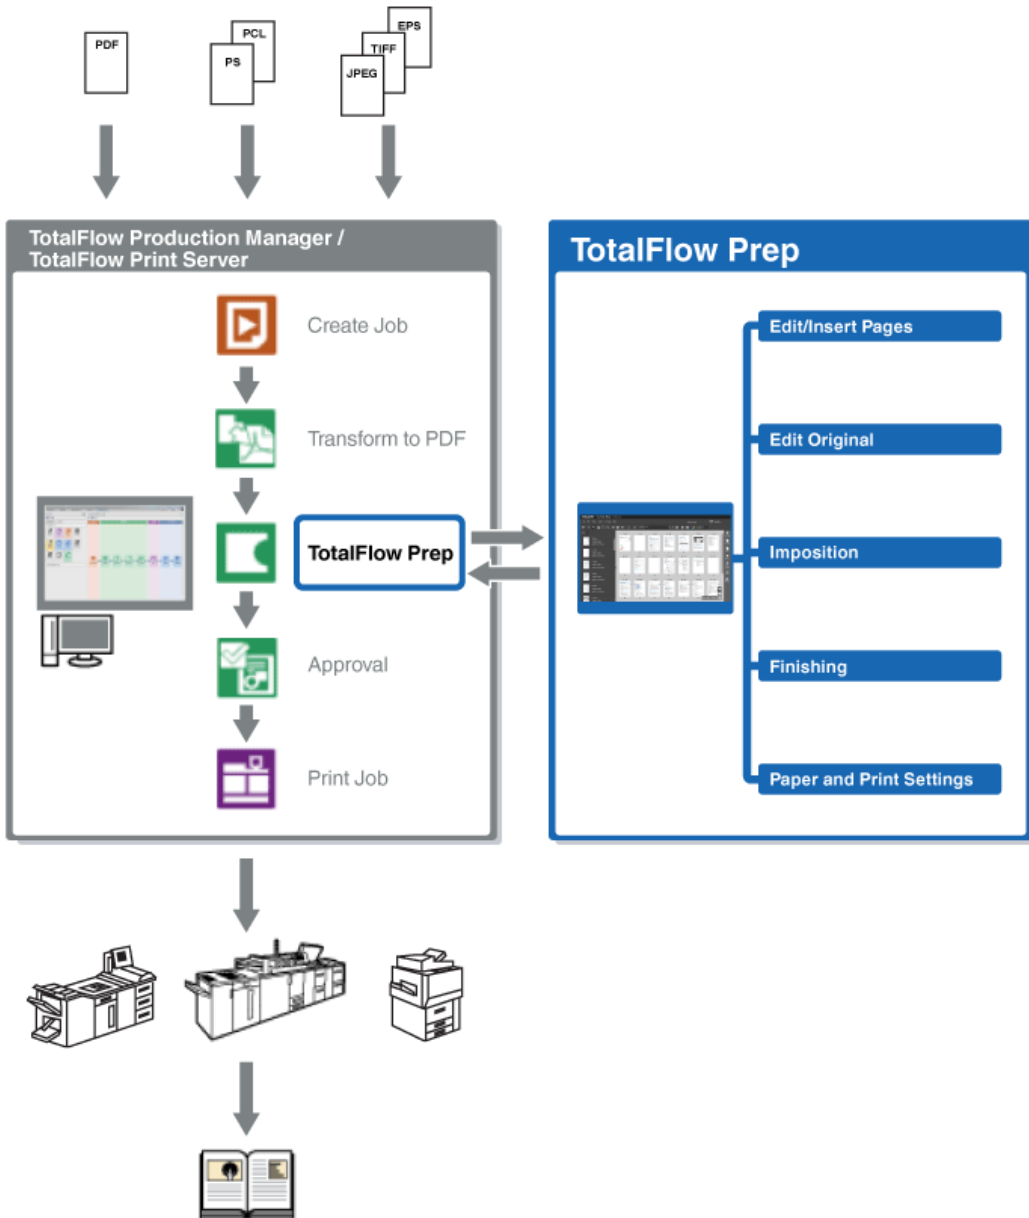 PDF
PCL
PS
EPS
TIFF
JPEG
TotalFlow Production Manager /
TotalFlow Print Server
Create Job
Transform to PDF
TotalFlow Prep
Approval
Print Job
TotalFlow Prep
Edit/Insert Pages
Edit Original
Imposition
Finishing
Paper and Print Settings